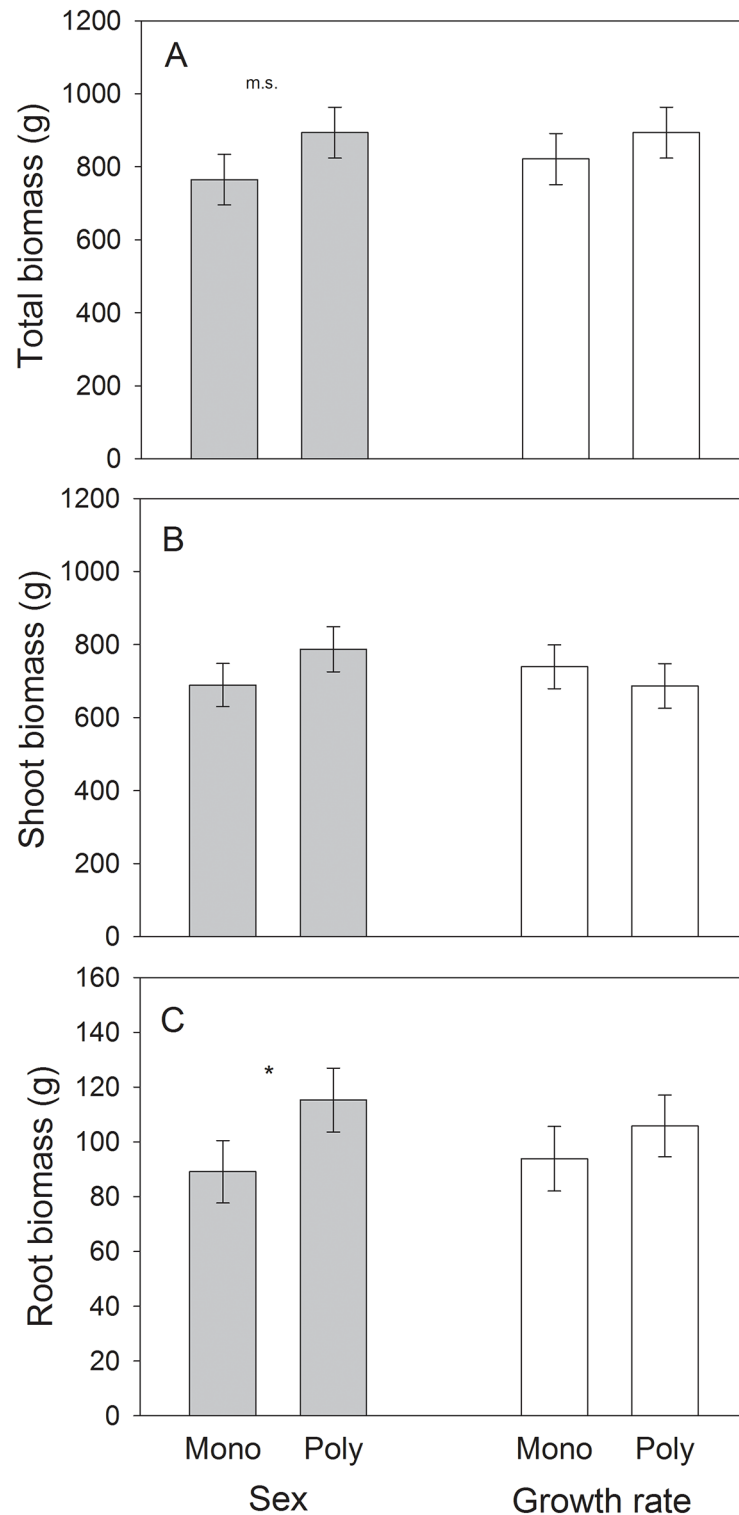 Total biomass (g)
1200
1000
800
600
400
200
0
A
m.s.
Shoot biomass (g)
1200
1000
800
600
400
200
0
B
Root biomass (g)
160
140
120
100
80
60
40
20
0
C
*
Mono Poly Mono Poly
Sex Growth rate